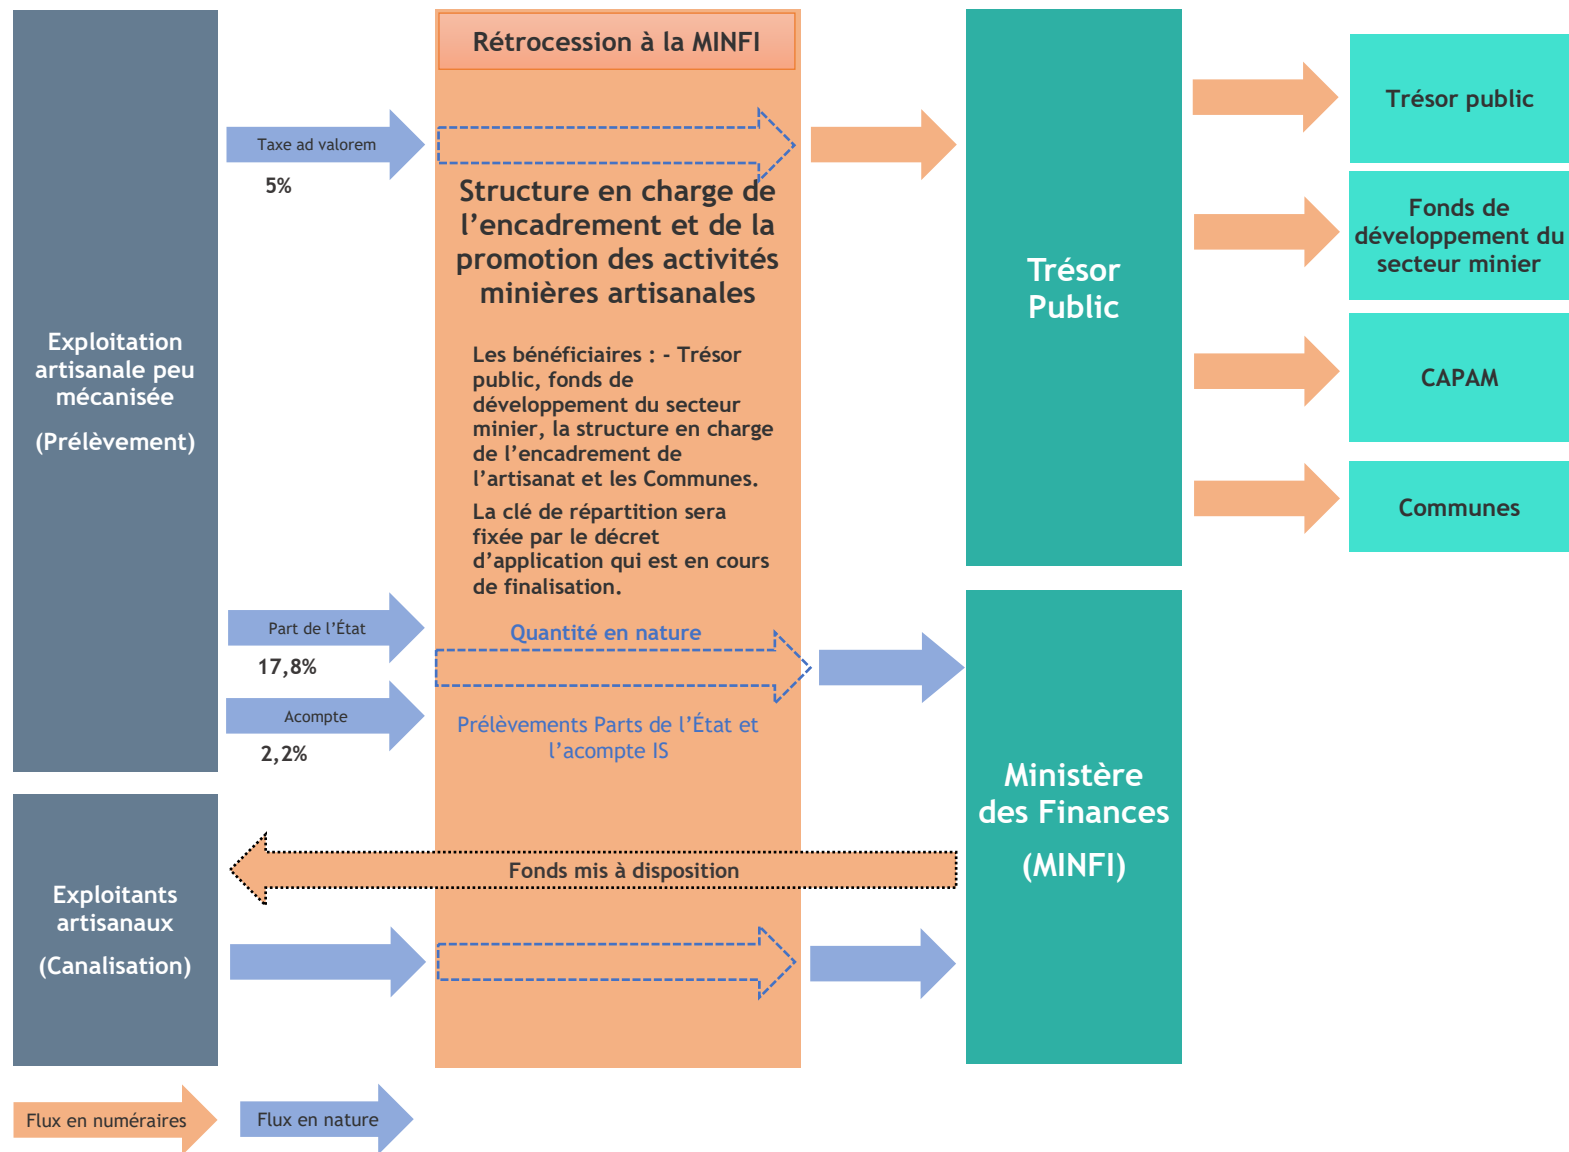 Exploitation
artisanale peu
mécanisée
(Prélèvement)
Exploitants
artisanaux
(Canalisation)
Taxe ad valorem
5%
Part de l’État
17,8%
Acompte
2,2%
Rétrocession à la MINFI
Structure en charge de
l’encadrement et de la
promotion des activités
minières artisanales
Les bénéficiaires : - Trésor
public, fonds de
développement du secteur
minier, la structure en charge
de l’encadrement de
l’artisanat et les Communes.
La clé de répartition sera
fixée par le décret
d’application qui est en cours
de finalisation.
Quantité en nature
Prélèvements Parts de l’État et
l’acompte IS
Fonds mis à disposition
Trésor
Public
Ministère
des Finances
(MINFI)
Trésor public
Fonds de
développement du
secteur minier
CAPAM
Communes
Flux en numéraires
Flux en nature